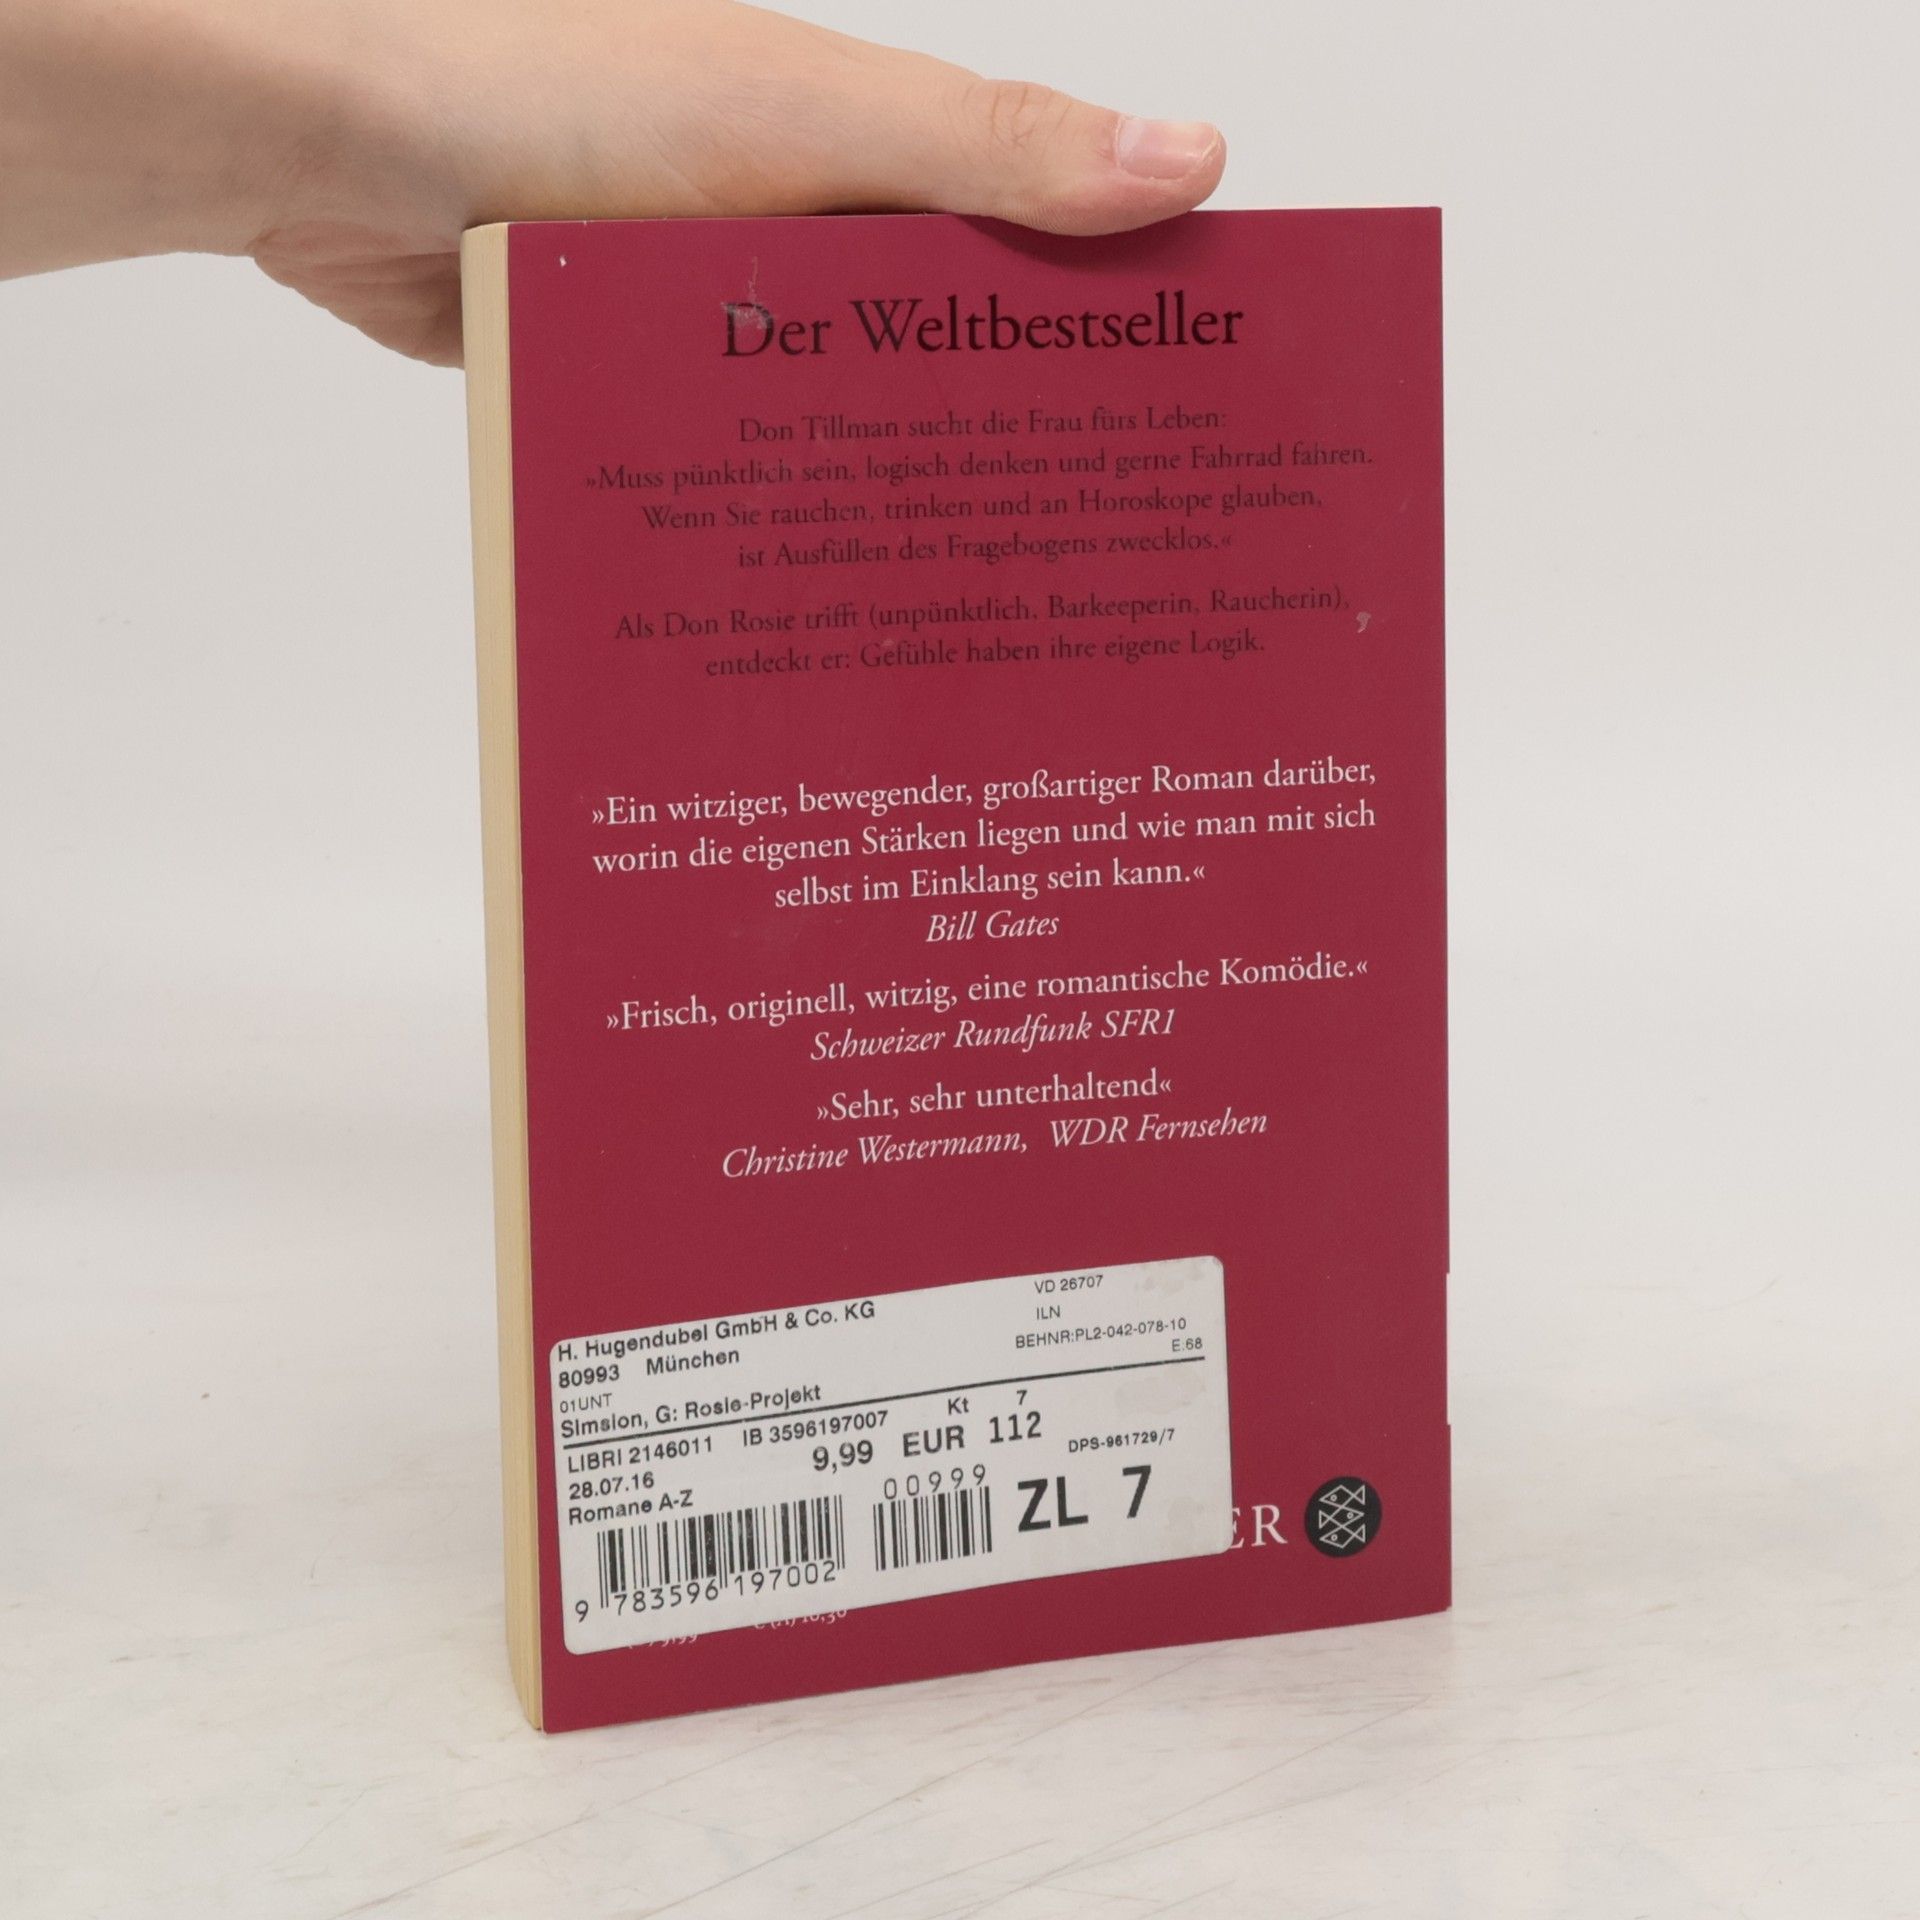 Der Weltbestseller
Don Tillman sucht die Frau fürs Leben:
»Muss pünktlich sein, logisch denken und gerne Fahrrad fahren.
Wenn Sie rauchen, trinken und an Horoskope glauben,
ist Ausfüllen des Fragebogens zwecklos.«
Als Don Rosie trifft (unpünktlich, Barkeeperin, Raucherin),
entdeckt er: Gefühle haben ihre eigene Logik.
»Ein witziger, bewegender, großartiger Roman darüber,
worin die eigenen Stärken liegen und wie man mit sich
selbst im Einklang sein kann.«
Bill Gates
»Frisch, originell, witzig, eine romantische Komödie.«
Schweizer Rundfunk SFR1
»Sehr, sehr unterhaltend«
Christine Westermann, WDR Fernsehen
H. Hugendubel GmbH & Co. KG
VD 26707
80993 München
ILN
BEHNR:PL2-042-078-10
01UNT
E:68
Simsion, G: Rosie-Projekt
Kt 7
LIBRI 2146011 IB 3596197007
28.07.16 9,99 EUR 112
DPS-961729/7
Romane A-Z
00999
ZL 7
9 783596 197002
ER